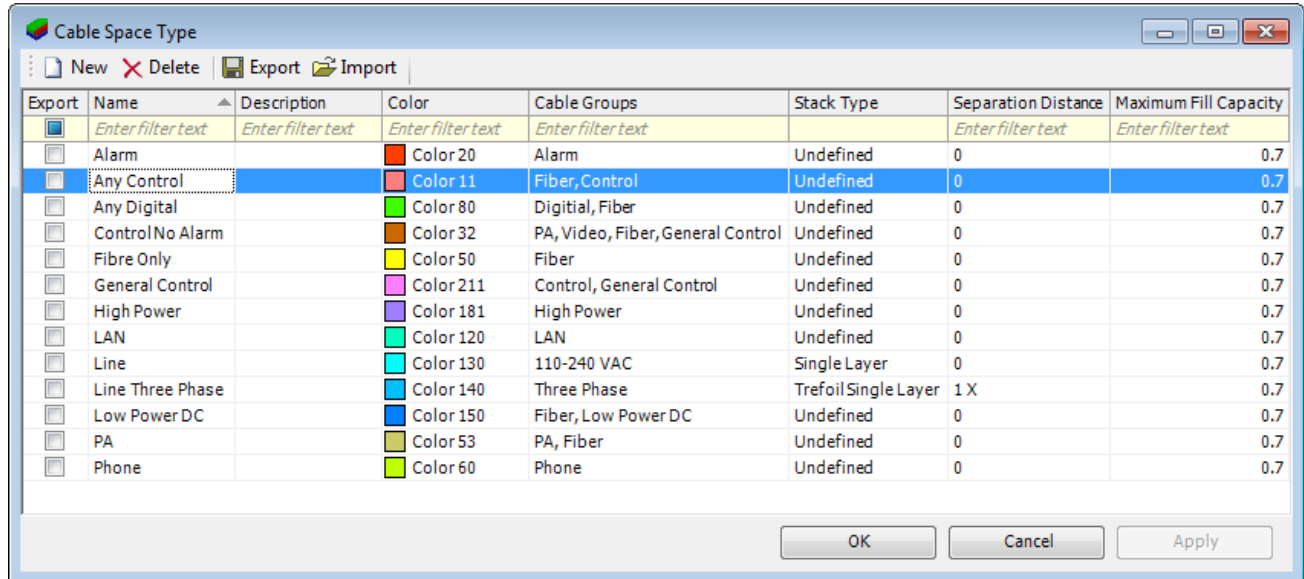 Cable Space Type
New Delete Export Import
Export Name Description Color Cable Groups Stack Type Separation Distance Maximum Fill Capacity
Enter filter text Enter filter text Enter filter text Enter filter text Enter filter text Enter filter text
Alarm Color 20 Alarm Undefined 0 0.7
Any Control Color 11 Fiber, Control Undefined 0 0.7
Any Digital Color 80 Digitial, Fiber Undefined 0 0.7
Control No Alarm Color 32 PA, Video, Fiber, General Control Undefined 0 0.7
Fibre Only Color 50 Fiber Undefined 0 0.7
General Control Color 211 Control, General Control Undefined 0 0.7
High Power Color 181 High Power Undefined 0 0.7
LAN Color 120 LAN Undefined 0 0.7
Line Color 130 110-240 VAC Single Layer 0 0.7
Line Three Phase Color 140 Three Phase Trefoil Single Layer 1 X 0.7
Low Power DC Color 150 Fiber, Low Power DC Undefined 0 0.7
PA Color 53 PA, Fiber Undefined 0 0.7
Phone Color 60 Phone Undefined 0 0.7
OK Cancel Apply